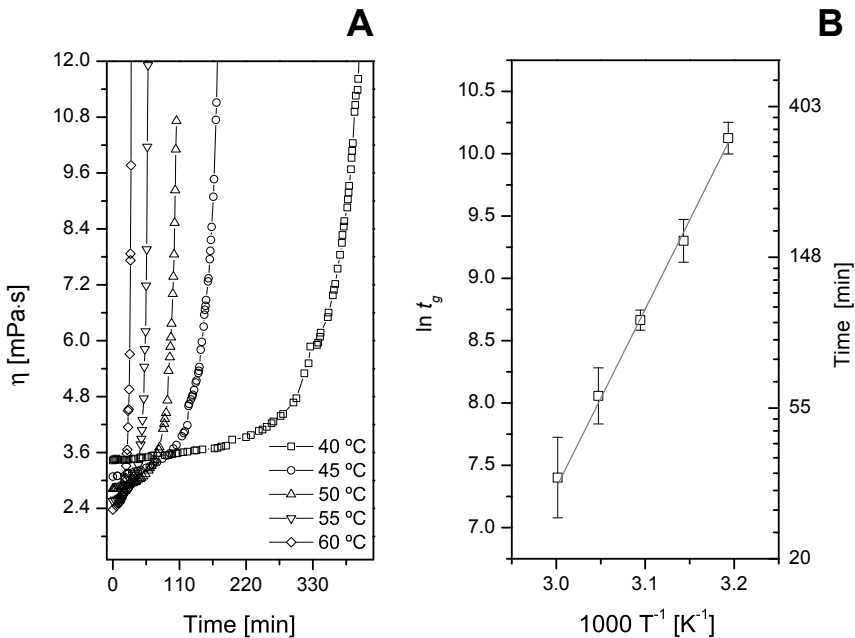 A
12.0
10.8
9.6
8.4
7.2
6.0
4.8
3.6
2.4
η [mPa·s]
0 110 220 330
Time [min]
40 ºC
45 ºC
50 ºC
55 ºC
60 ºC
B
10.5
10.0
9.5
9.0
8.5
8.0
7.5
7.0
ln tg
3.0 3.1 3.2
1000 T⁻¹ [K⁻¹]
403
148
55
20
Time [min]